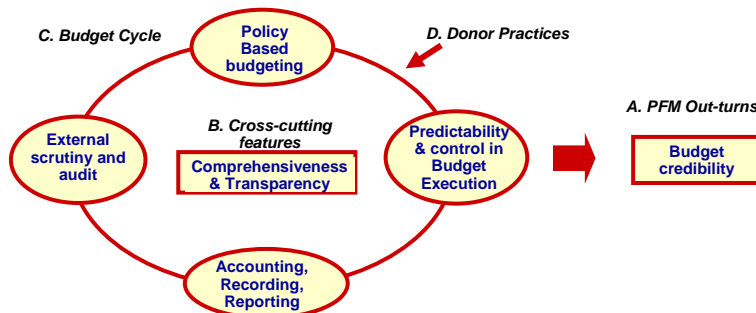 C. Budget Cycle
Policy
Based
budgeting
D. Donor Practices
A. PFM Out-turns
External
scrutiny and
audit
B. Cross-cutting
features
Comprehensiveness
& Transparency
Predictability
& control in
Budget
Execution
Budget
credibility
Accounting,
Recording,
Reporting